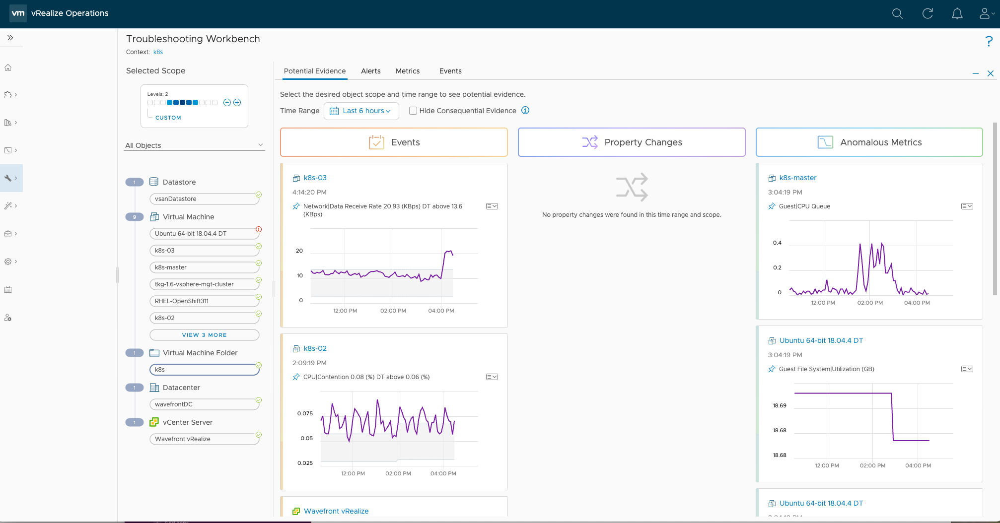 vm vRealize Operations
Troubleshooting Workbench
Context: k8s
Selected Scope
Levels: 2
CUSTOM
All Objects
1 Datastore
vsanDatastore
9 Virtual Machine
Ubuntu 64-bit 18.04.4 DT
k8s-03
k8s-master
tkg-1.6-vsphere-mgt-cluster
RHEL-OpenShift311
k8s-02
VIEW 3 MORE
1 Virtual Machine Folder
k8s
1 Datacenter
wavefrontDC
1 vCenter Server
Wavefront vRealize
Potential Evidence Alerts Metrics Events
Select the desired object scope and time range to see potential evidence.
Time Range Last 6 hours Hide Consequential Evidence
Events
k8s-03
4:14:20 PM
Network|Data Receive Rate 20.93 (KBps) DT above 13.6
(KBps)
20
10
0
12:00 PM 02:00 PM 04:00 PM
k8s-02
2:09:19 PM
CPU|Contention 0.08 (%) DT above 0.06 (%)
0.075
0.05
0.025
12:00 PM 02:00 PM 04:00 PM
Wavefront vRealize
Property Changes
No property changes were found in this time range and scope.
Anomalous Metrics
k8s-master
3:04:19 PM
Guest|CPU Queue
0.4
0.2
0
12:00 PM 02:00 PM 04:00 PM
Ubuntu 64-bit 18.04.4 DT
3:04:19 PM
Guest File System|Utilization (GB)
18.69
18.68
18.68
12:00 PM 02:00 PM 04:00 PM
Ubuntu 64-bit 18.04.4 DT